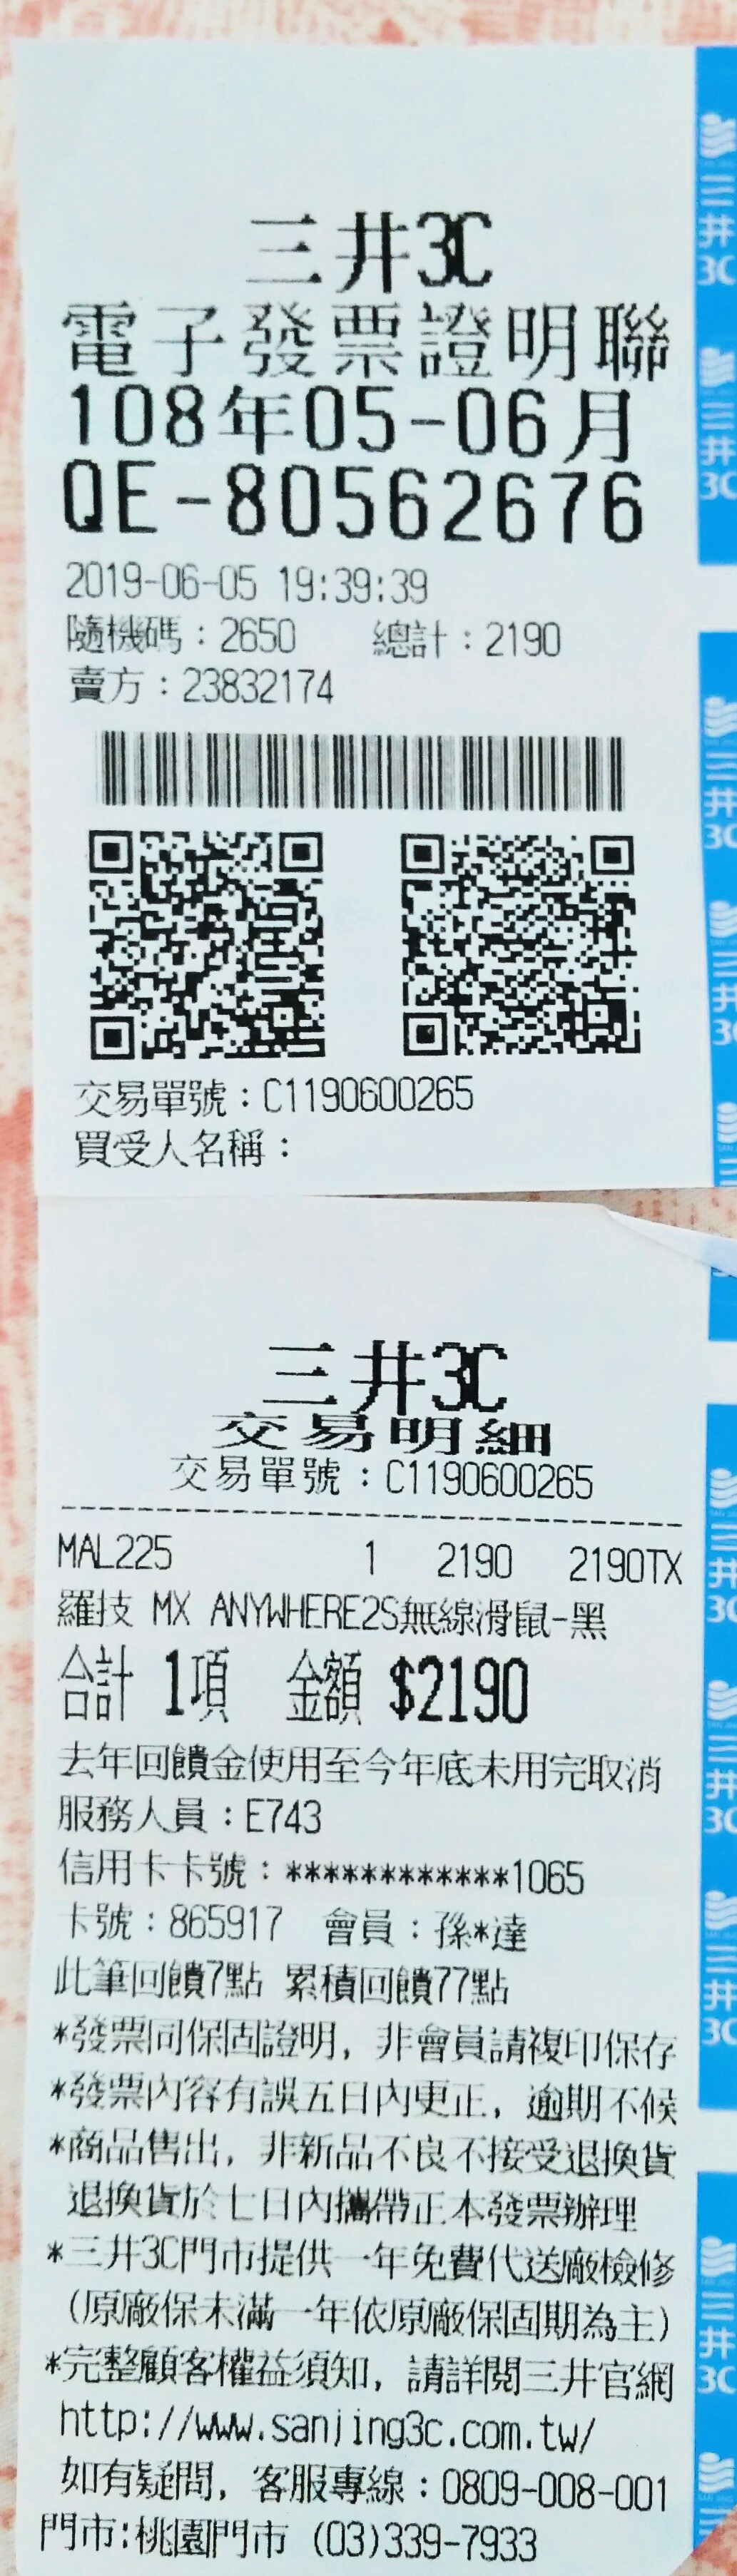 三井3C
電子發票證明聯
108年05-06月
QE-80562676
2019-06-05 19:39:39
隨機碼：2650 總計：2190
賣方：23832174
交易單號：C1190600265
買受人名稱：
三井3C
交易明細
交易單號：C1190600265
MAL225 1 2190 2190TX
羅技 MX ANYWHERE2S無線滑鼠-黑
合計 1項 金額 $2190
去年回饋金使用至今年底未用完取消
服務人員：E743
信用卡卡號：************1065
卡號：865917 會員：孫*達
此筆回饋7點 累積回饋77點
*發票同保固證明, 非會員請複印保存
*發票內容有誤五日內更正, 逾期不候
*商品售出, 非新品不良不接受退換貨
退換貨於七日內攜帶正本發票辦理
*三井3C門市提供一年免費代送廠檢修
(原廠保未滿一年依原廠保固期為主)
*完整顧客權益須知, 請詳閱三井官網
http://www.sanjing3c.com.tw/
如有疑問, 客服專線：0809-008-001
門市:桃園門市 (03)339-7933
三井3C
三井3C
三井3C
三井3C
三井3C
三井3C
三井3C
三井3C
三井3C